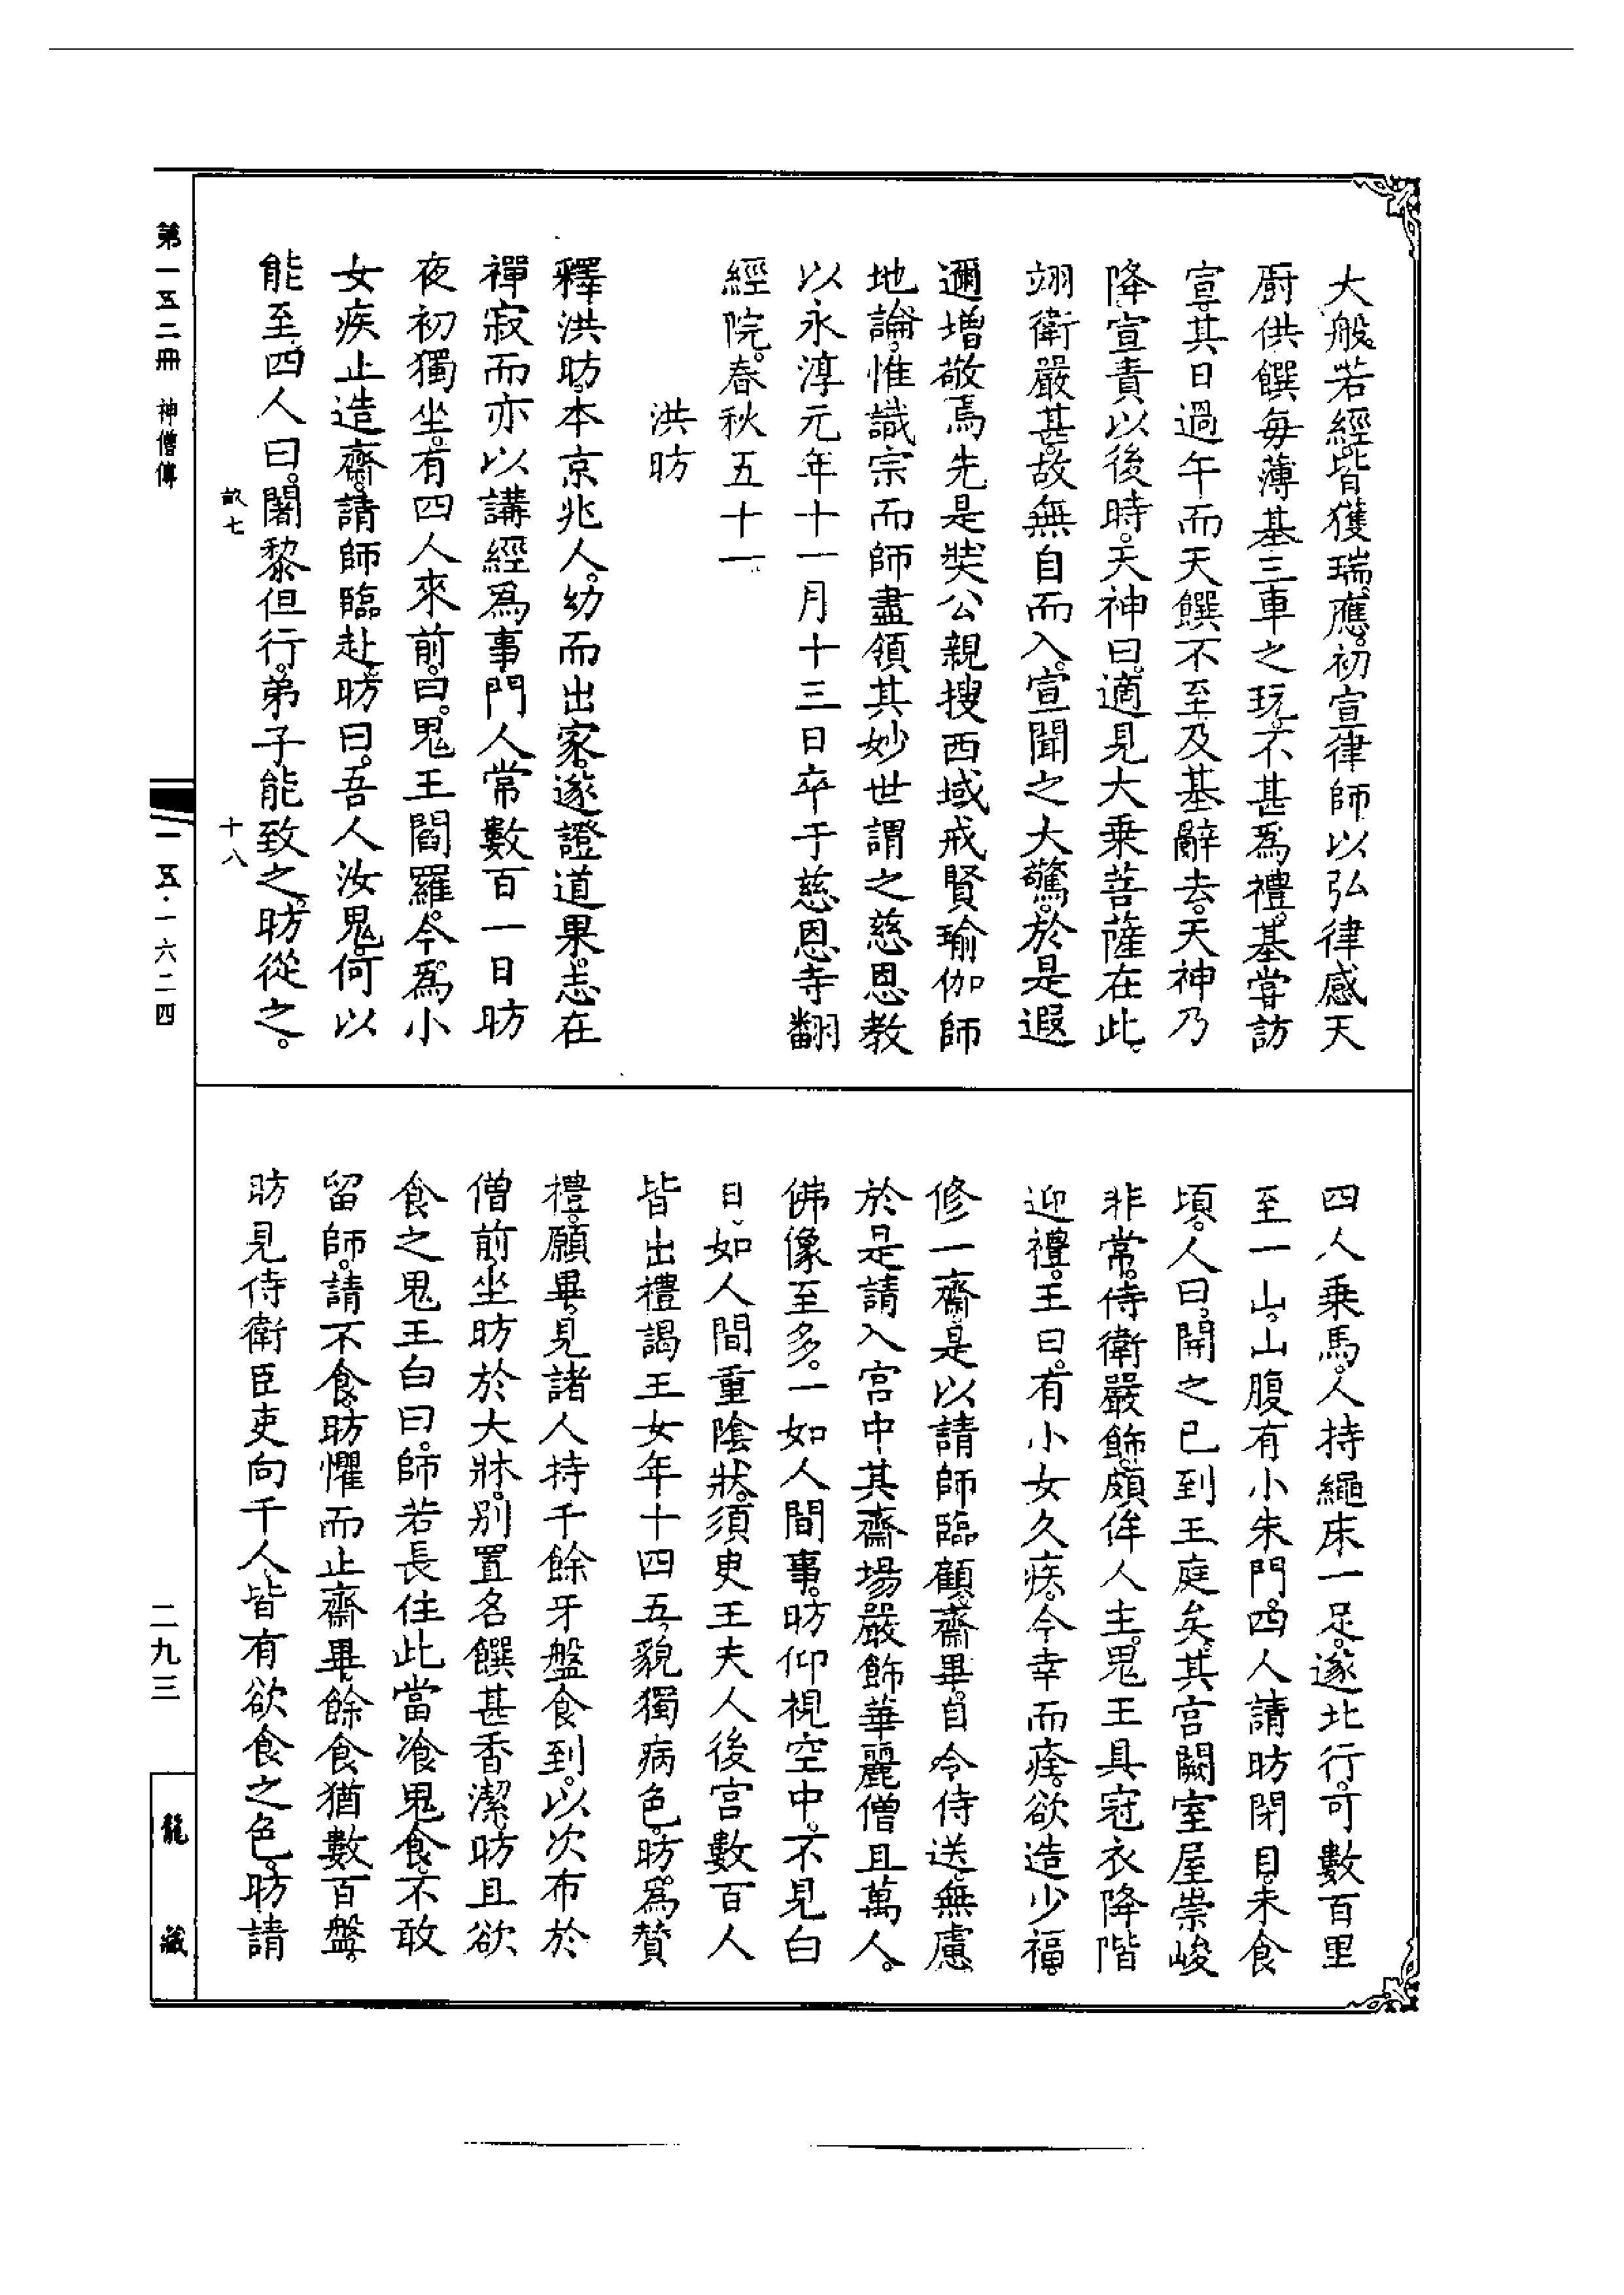 大般若經。皆獲瑞應。初宣律師以弘律感天
廚供饌每薄基三車之玩。不甚爲禮。基嘗訪
宣。其日過午而天饌不至及基辭去。天神乃
降。宣責以後時。天神曰。適見大乗菩薩在此。
翊衛嚴甚。故無自而入。宣聞之大驚。於是遐
邇增敬焉先是奘公親搜西域戒賢瑜伽師
地論。惟識宗而師盡領其妙世謂之慈恩教
以永淳元年十一月十三日卒于慈恩寺翻
經院。春秋五十一
洪昉
釋洪昉。本京兆人。幼而出家。遂證道果。志在
禪寂而亦以講經爲事門人常數百一日昉
夜初獨坐。有四人來前。曰。鬼王閻羅。今爲小
女疾止造齋。請師臨赴。昉曰。吾人汝鬼。何以
能至。四人曰。闍黎但行。弟子能致之。昉從之。
畝七
十八
四人乗馬。人持繩床一足。遂北行。可數百里
至一山。山腹有小朱門。四人請昉閉目。未食
頃。人曰。開之已到王庭矣。其宮闕室屋崇峻
非常。侍衛嚴飾。頗侔人主。鬼王具冠衣降階
迎禮。王曰。有小女久疾。今幸而痊。欲造少福。
修一齋。是以請師臨顧。齋畢。自令侍送。無慮
於是請入宮中其齋場嚴飾華麗僧且萬人。
佛像至多。一如人間事。昉仰視空中。不見白
日。如人間重陰狀。須臾王夫人後宮數百人
皆出禮謁王女年十四五。貌獨病色。昉。爲贊
禮。願畢。見諸人持千餘牙盤食到。以次布於
僧前。坐昉於大牀。别置名饌甚香潔。昉且欲
食之鬼王白曰。師若長住此當飡鬼食。不敢
留師。請不食。昉懼而止齋畢。餘食猶數百盤。
昉見侍衛臣吏向千人。皆有欲食之色。昉請
第一五二冊 神僧傳
一五·一六二四
二九三
龍藏